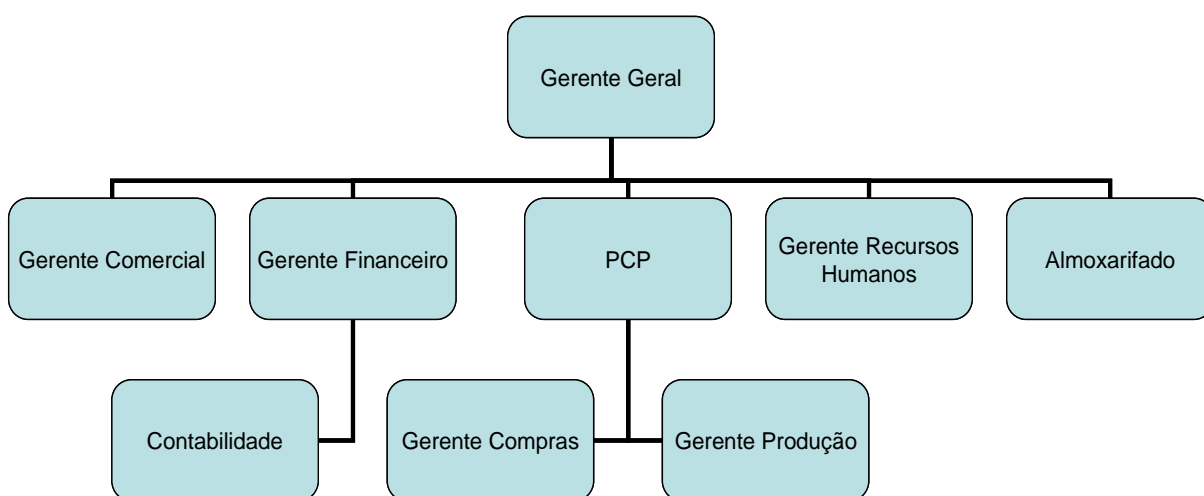 Gerente Geral
Gerente Comercial
Gerente Financeiro
PCP
Gerente Recursos
Humanos
Almoxarifado
Contabilidade
Gerente Compras
Gerente Produção